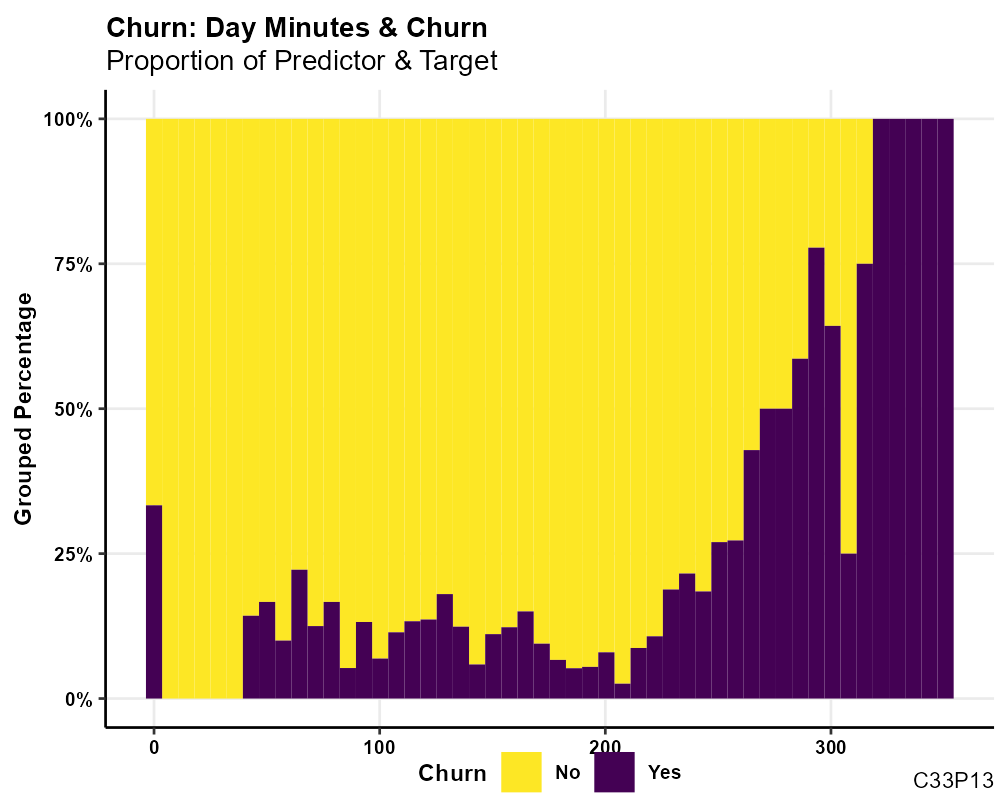 Churn: Day Minutes & Churn
Proportion of Predictor & Target
Grouped Percentage
100%
75%
50%
25%
0%
0 100 200 300
Churn No Yes
C33P13